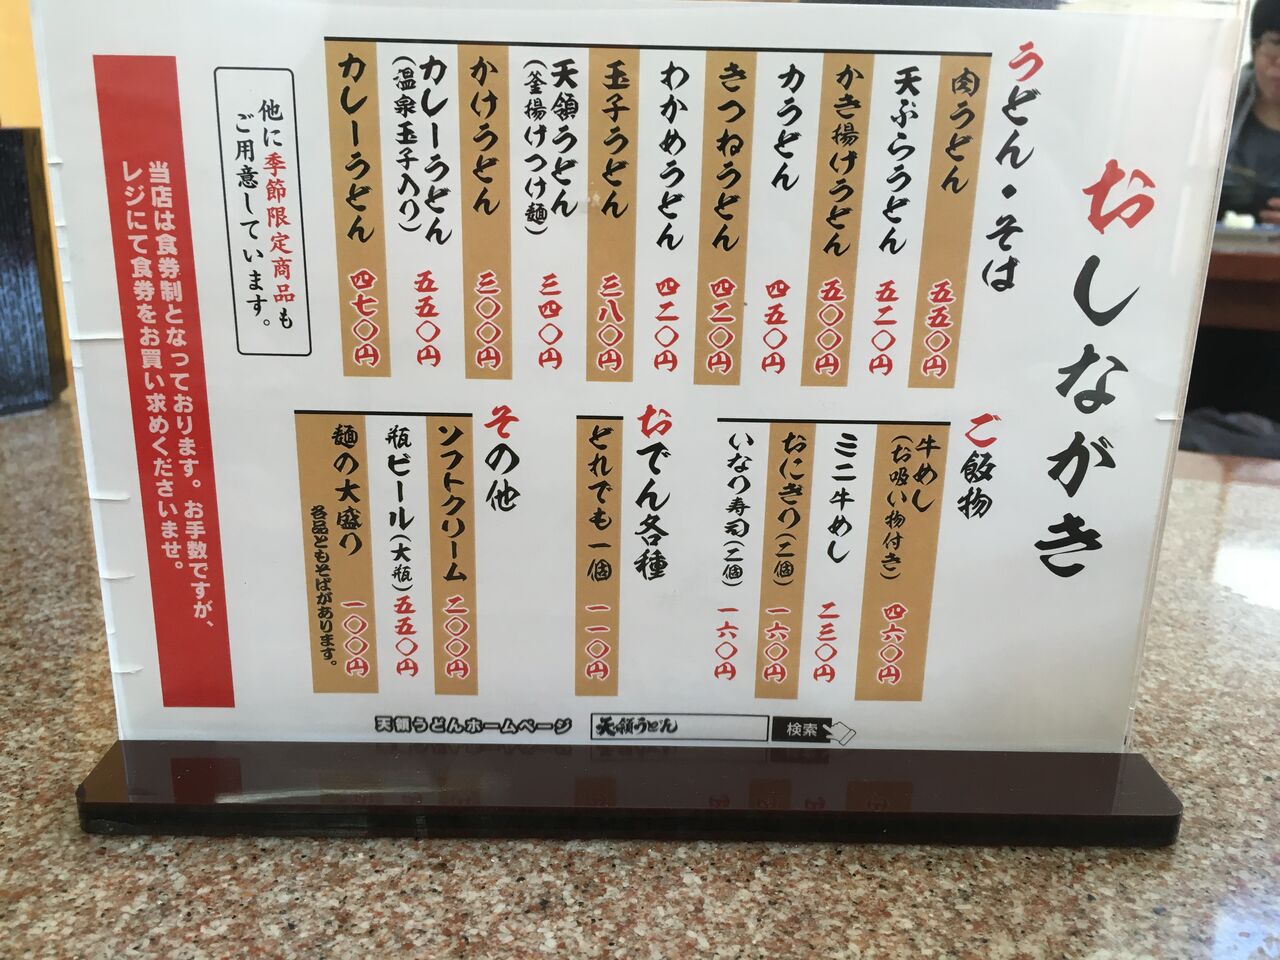 おしながき
うどん・そば
肉うどん 五五〇円
天ぷらうどん 五二〇円
かき揚げうどん 五〇〇円
力うどん 四五〇円
きつねうどん 四二〇円
わかめうどん 四二〇円
玉子うどん 三八〇円
天領うどん 三四〇円
(釜揚げつけ麺)
かけうどん 三〇〇円
カレーうどん 五五〇円
(温泉玉子入り)
カレーうどん 四七〇円
他に季節限定商品も
ご用意しています。
ご飯物
牛めし 四六〇円
(お吸い物付き)
ミニ牛めし 二三〇円
おにぎり(二個) 一六〇円
いなり寿司(二個) 一六〇円
おでん各種
どれでも一個 一一〇円
その他
ソフトクリーム 二〇〇円
瓶ビール(大瓶) 五五〇円
麺の大盛り 一〇〇円
各品ともそばがあります。
当店は食券制となっております。お手数ですが、
レジにて食券をお買い求めくださいませ。
天領うどんホームページ 天領うどん 検索